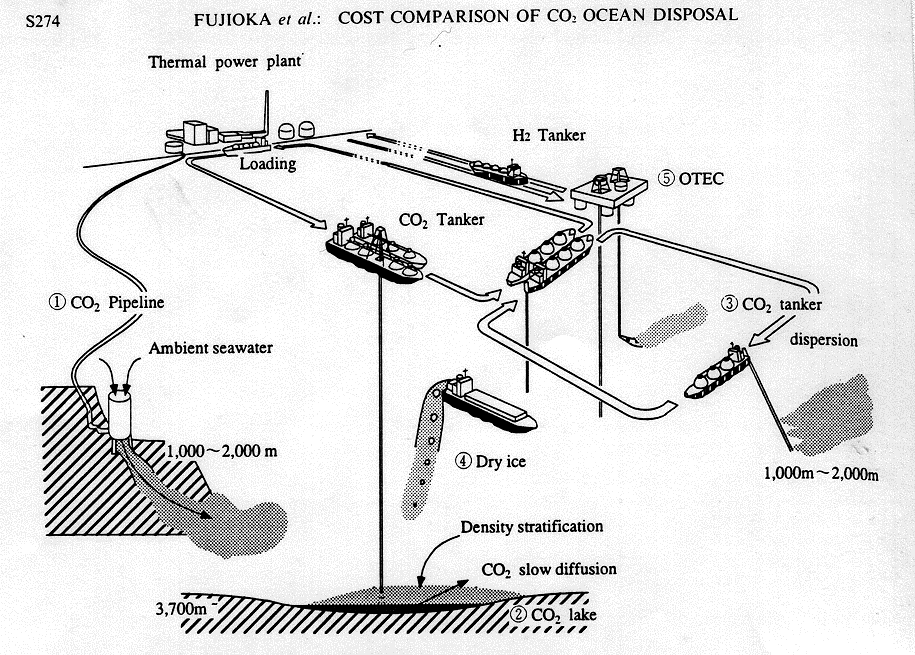 S274
FUJIOKA et al.: COST COMPARISON OF CO₂ OCEAN DISPOSAL
Thermal power plant
H₂ Tanker
Loading
⑤ OTEC
CO₂ Tanker
① CO₂ Pipeline
③ CO₂ tanker
dispersion
Ambient seawater
1,000～2,000 m
④ Dry ice
1,000m～2,000m
Density stratification
CO₂ slow diffusion
3,700m
② CO₂ lake